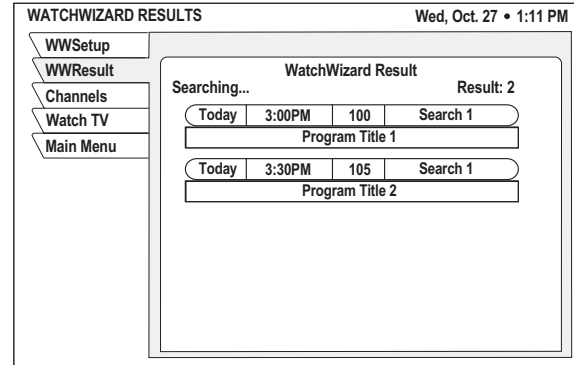 WATCHWIZARD RESULTS Wed, Oct. 27 • 1:11 PM
WWSetup
WWResult
Channels
Watch TV
Main Menu
WatchWizard Result
Searching... Result: 2
Today 3:00PM 100 Search 1
Program Title 1
Today 3:30PM 105 Search 1
Program Title 2